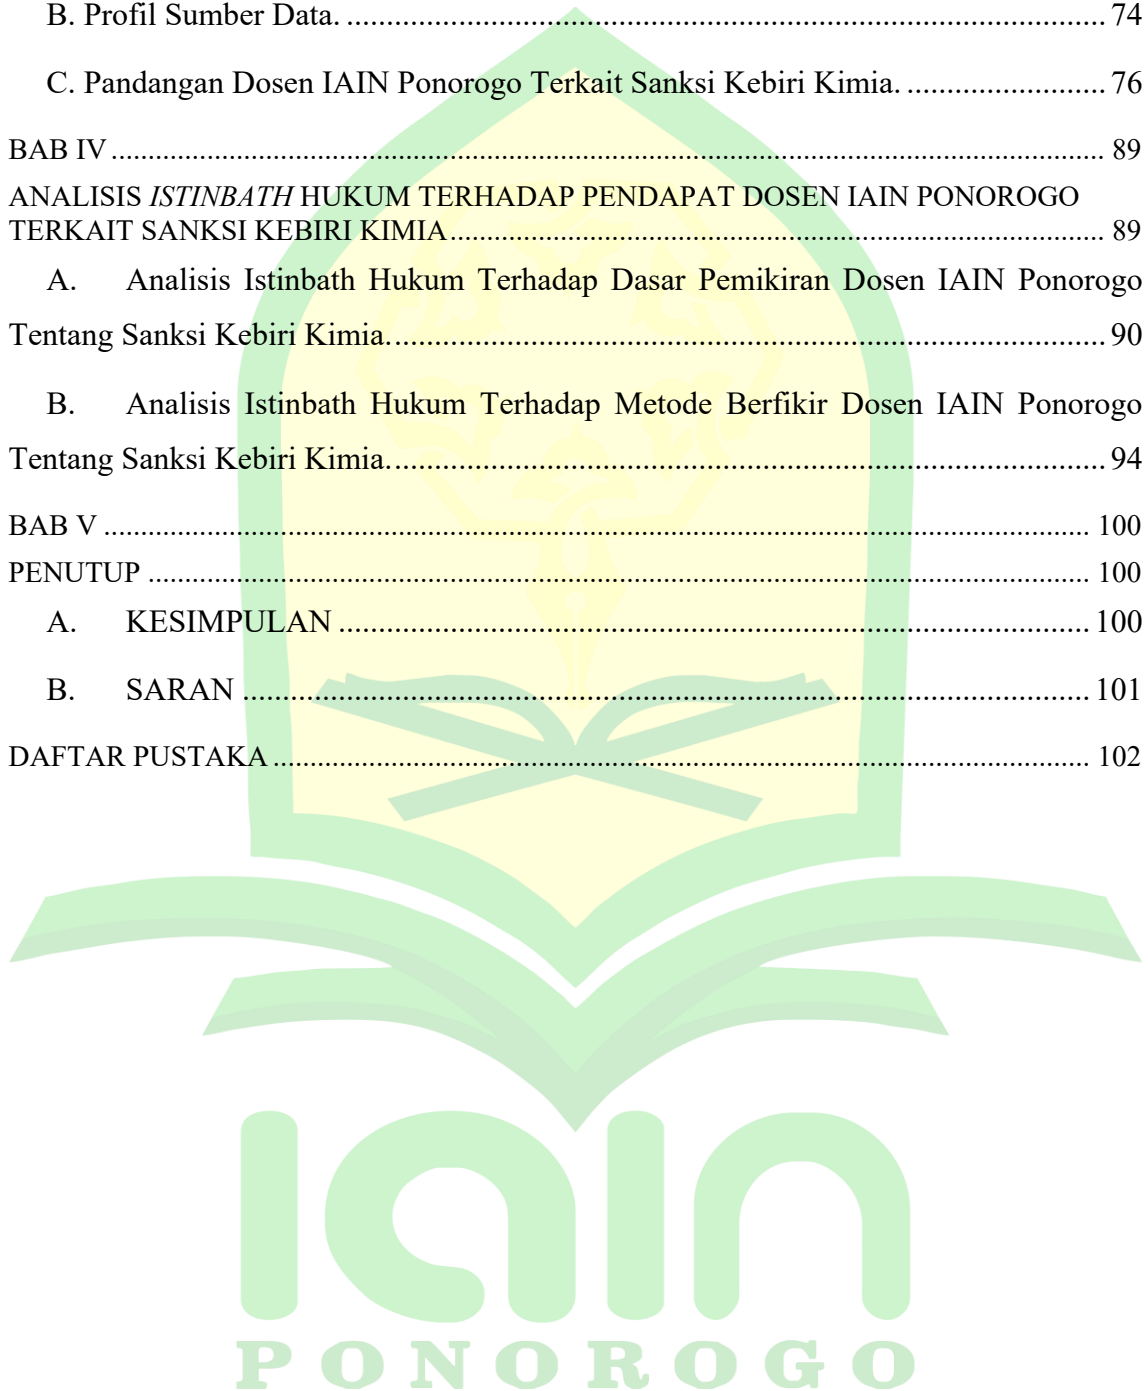 B. Profil Sumber Data. ........................................................................................................ 74
C. Pandangan Dosen IAIN Ponorogo Terkait Sanksi Kebiri Kimia. ........................... 76
BAB IV ........................................................................................................................................ 89
ANALISIS ISTINBATH HUKUM TERHADAP PENDAPAT DOSEN IAIN PONOROGO
TERKAIT SANKSI KEBIRI KIMIA ........................................................................................ 89
A. Analisis Istinbath Hukum Terhadap Dasar Pemikiran Dosen IAIN Ponorogo
Tentang Sanksi Kebiri Kimia. .................................................................................................. 90
B. Analisis Istinbath Hukum Terhadap Metode Berfikir Dosen IAIN Ponorogo
Tentang Sanksi Kebiri Kimia. .................................................................................................. 94
BAB V ....................................................................................................................................... 100
PENUTUP ................................................................................................................................. 100
A. KESIMPULAN ....................................................................................................... 100
B. SARAN .................................................................................................................... 101
DAFTAR PUSTAKA ................................................................................................................ 102
iain
PONOROGO